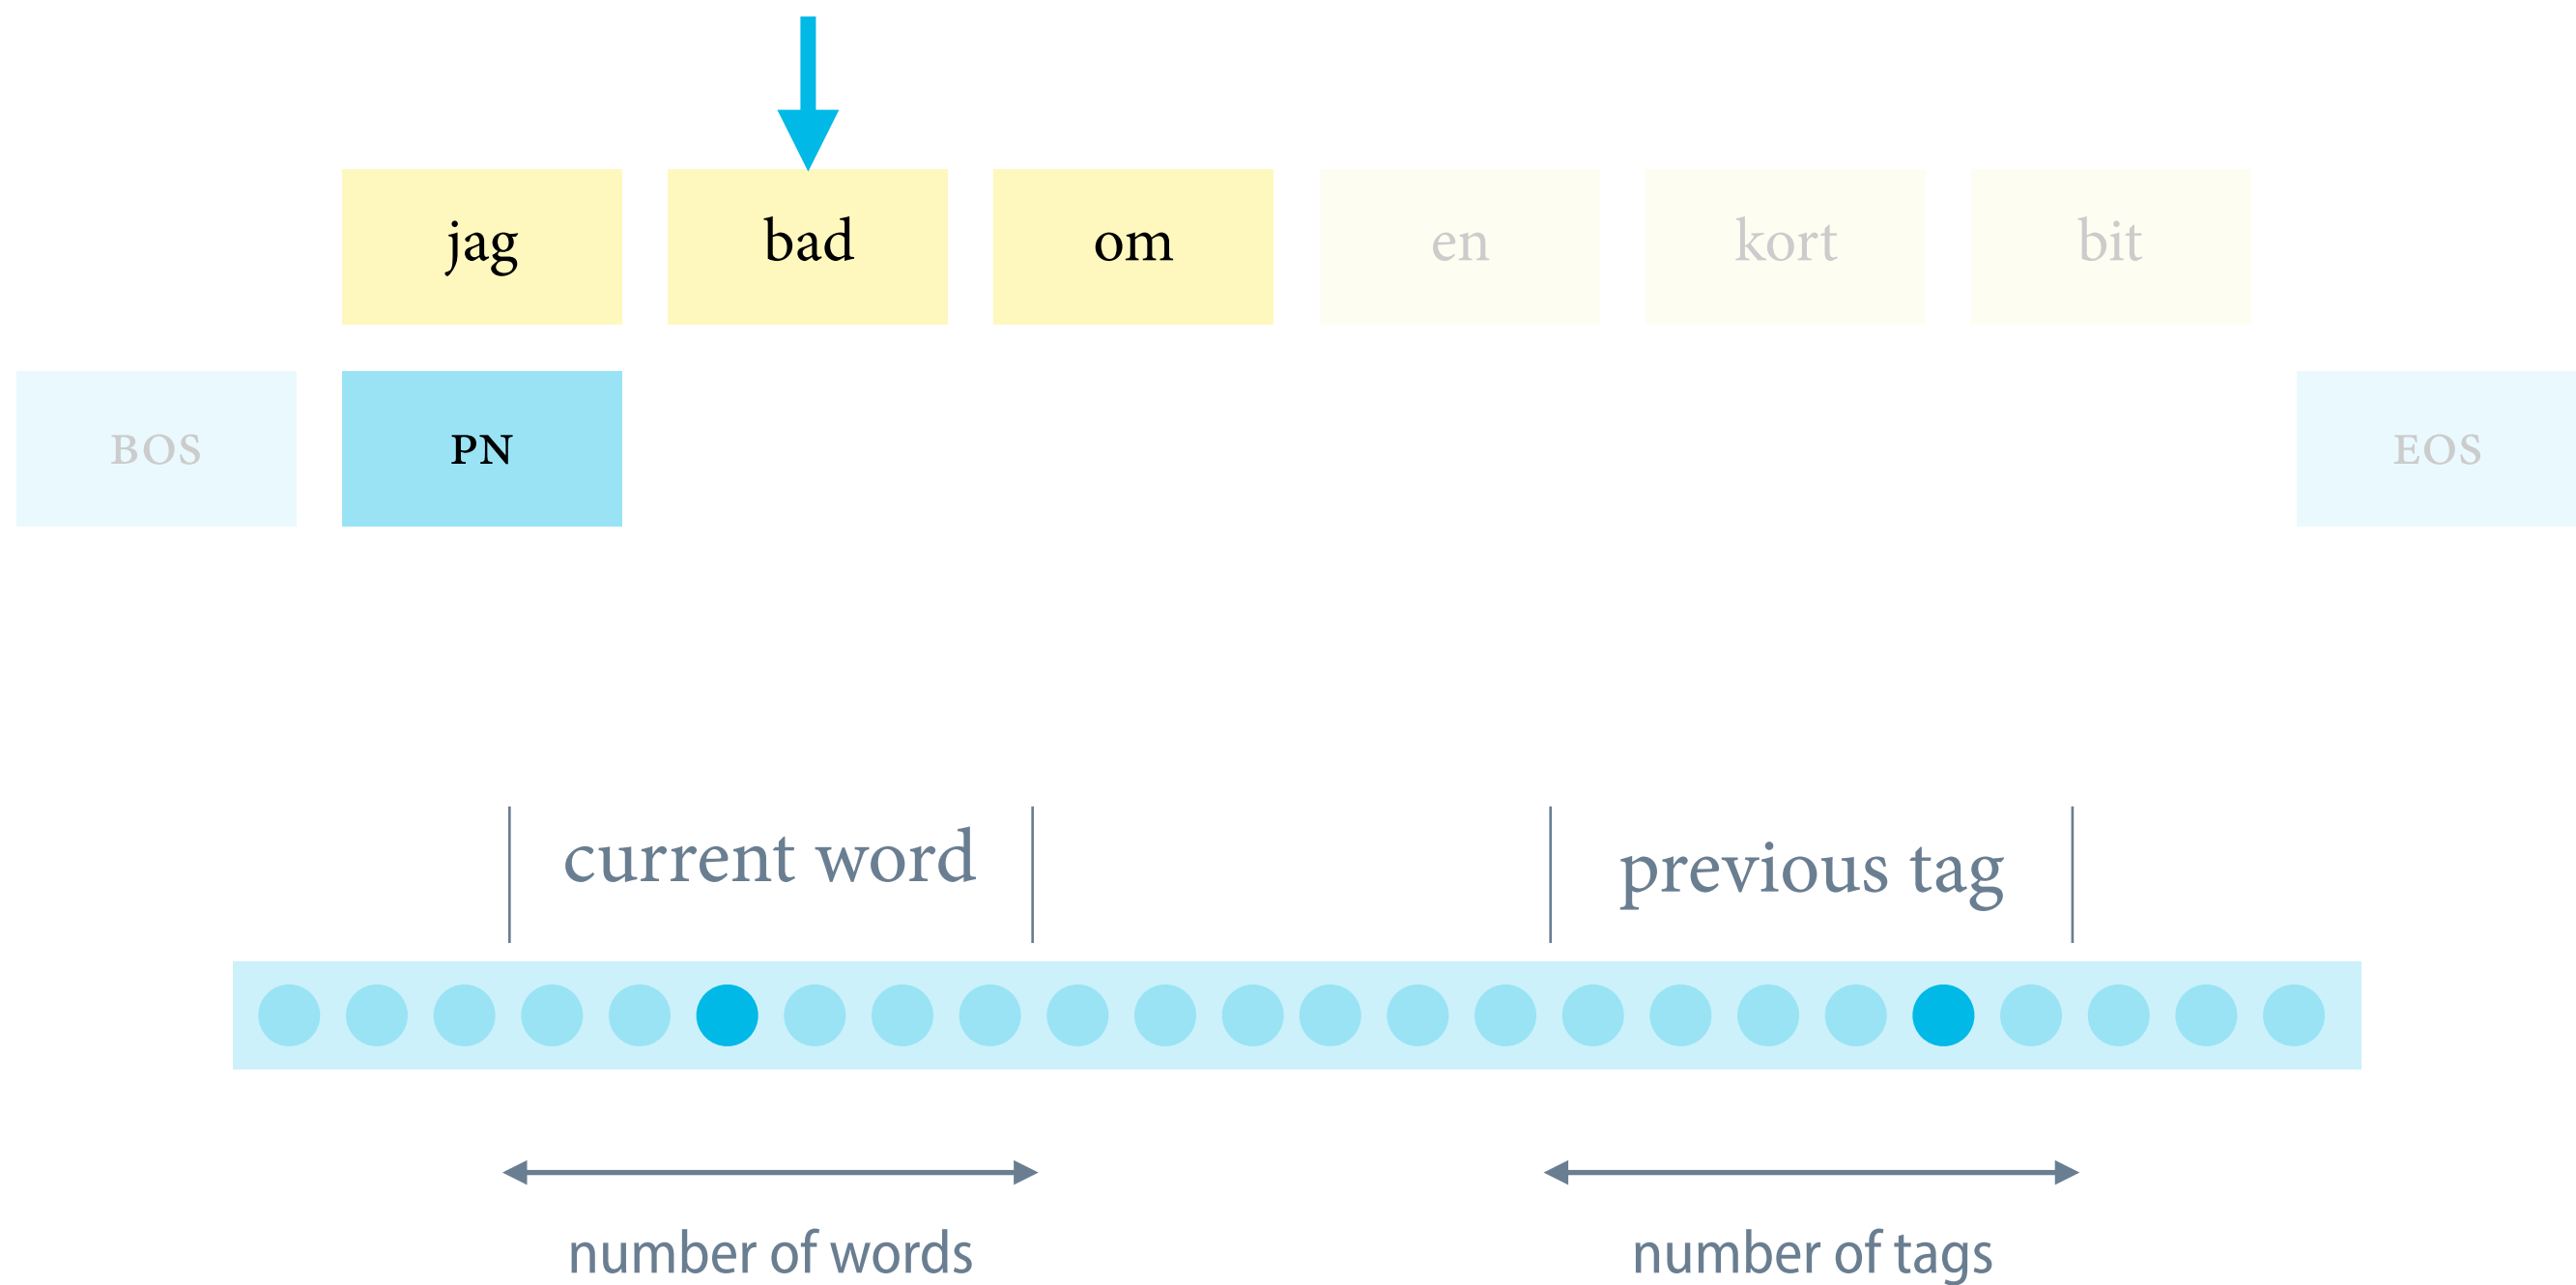 jag bad om en kort bit
BOS PN EOS
current word previous tag
number of words number of tags